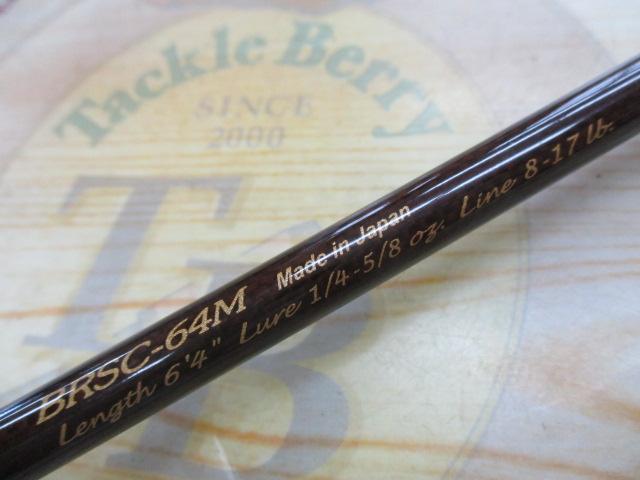 Tackle Berry
SINCE
2000
TB
BRSC-64M Made in Japan
Length 6'4" Lure 1/4-5/8 oz. Line 8-17 lb.